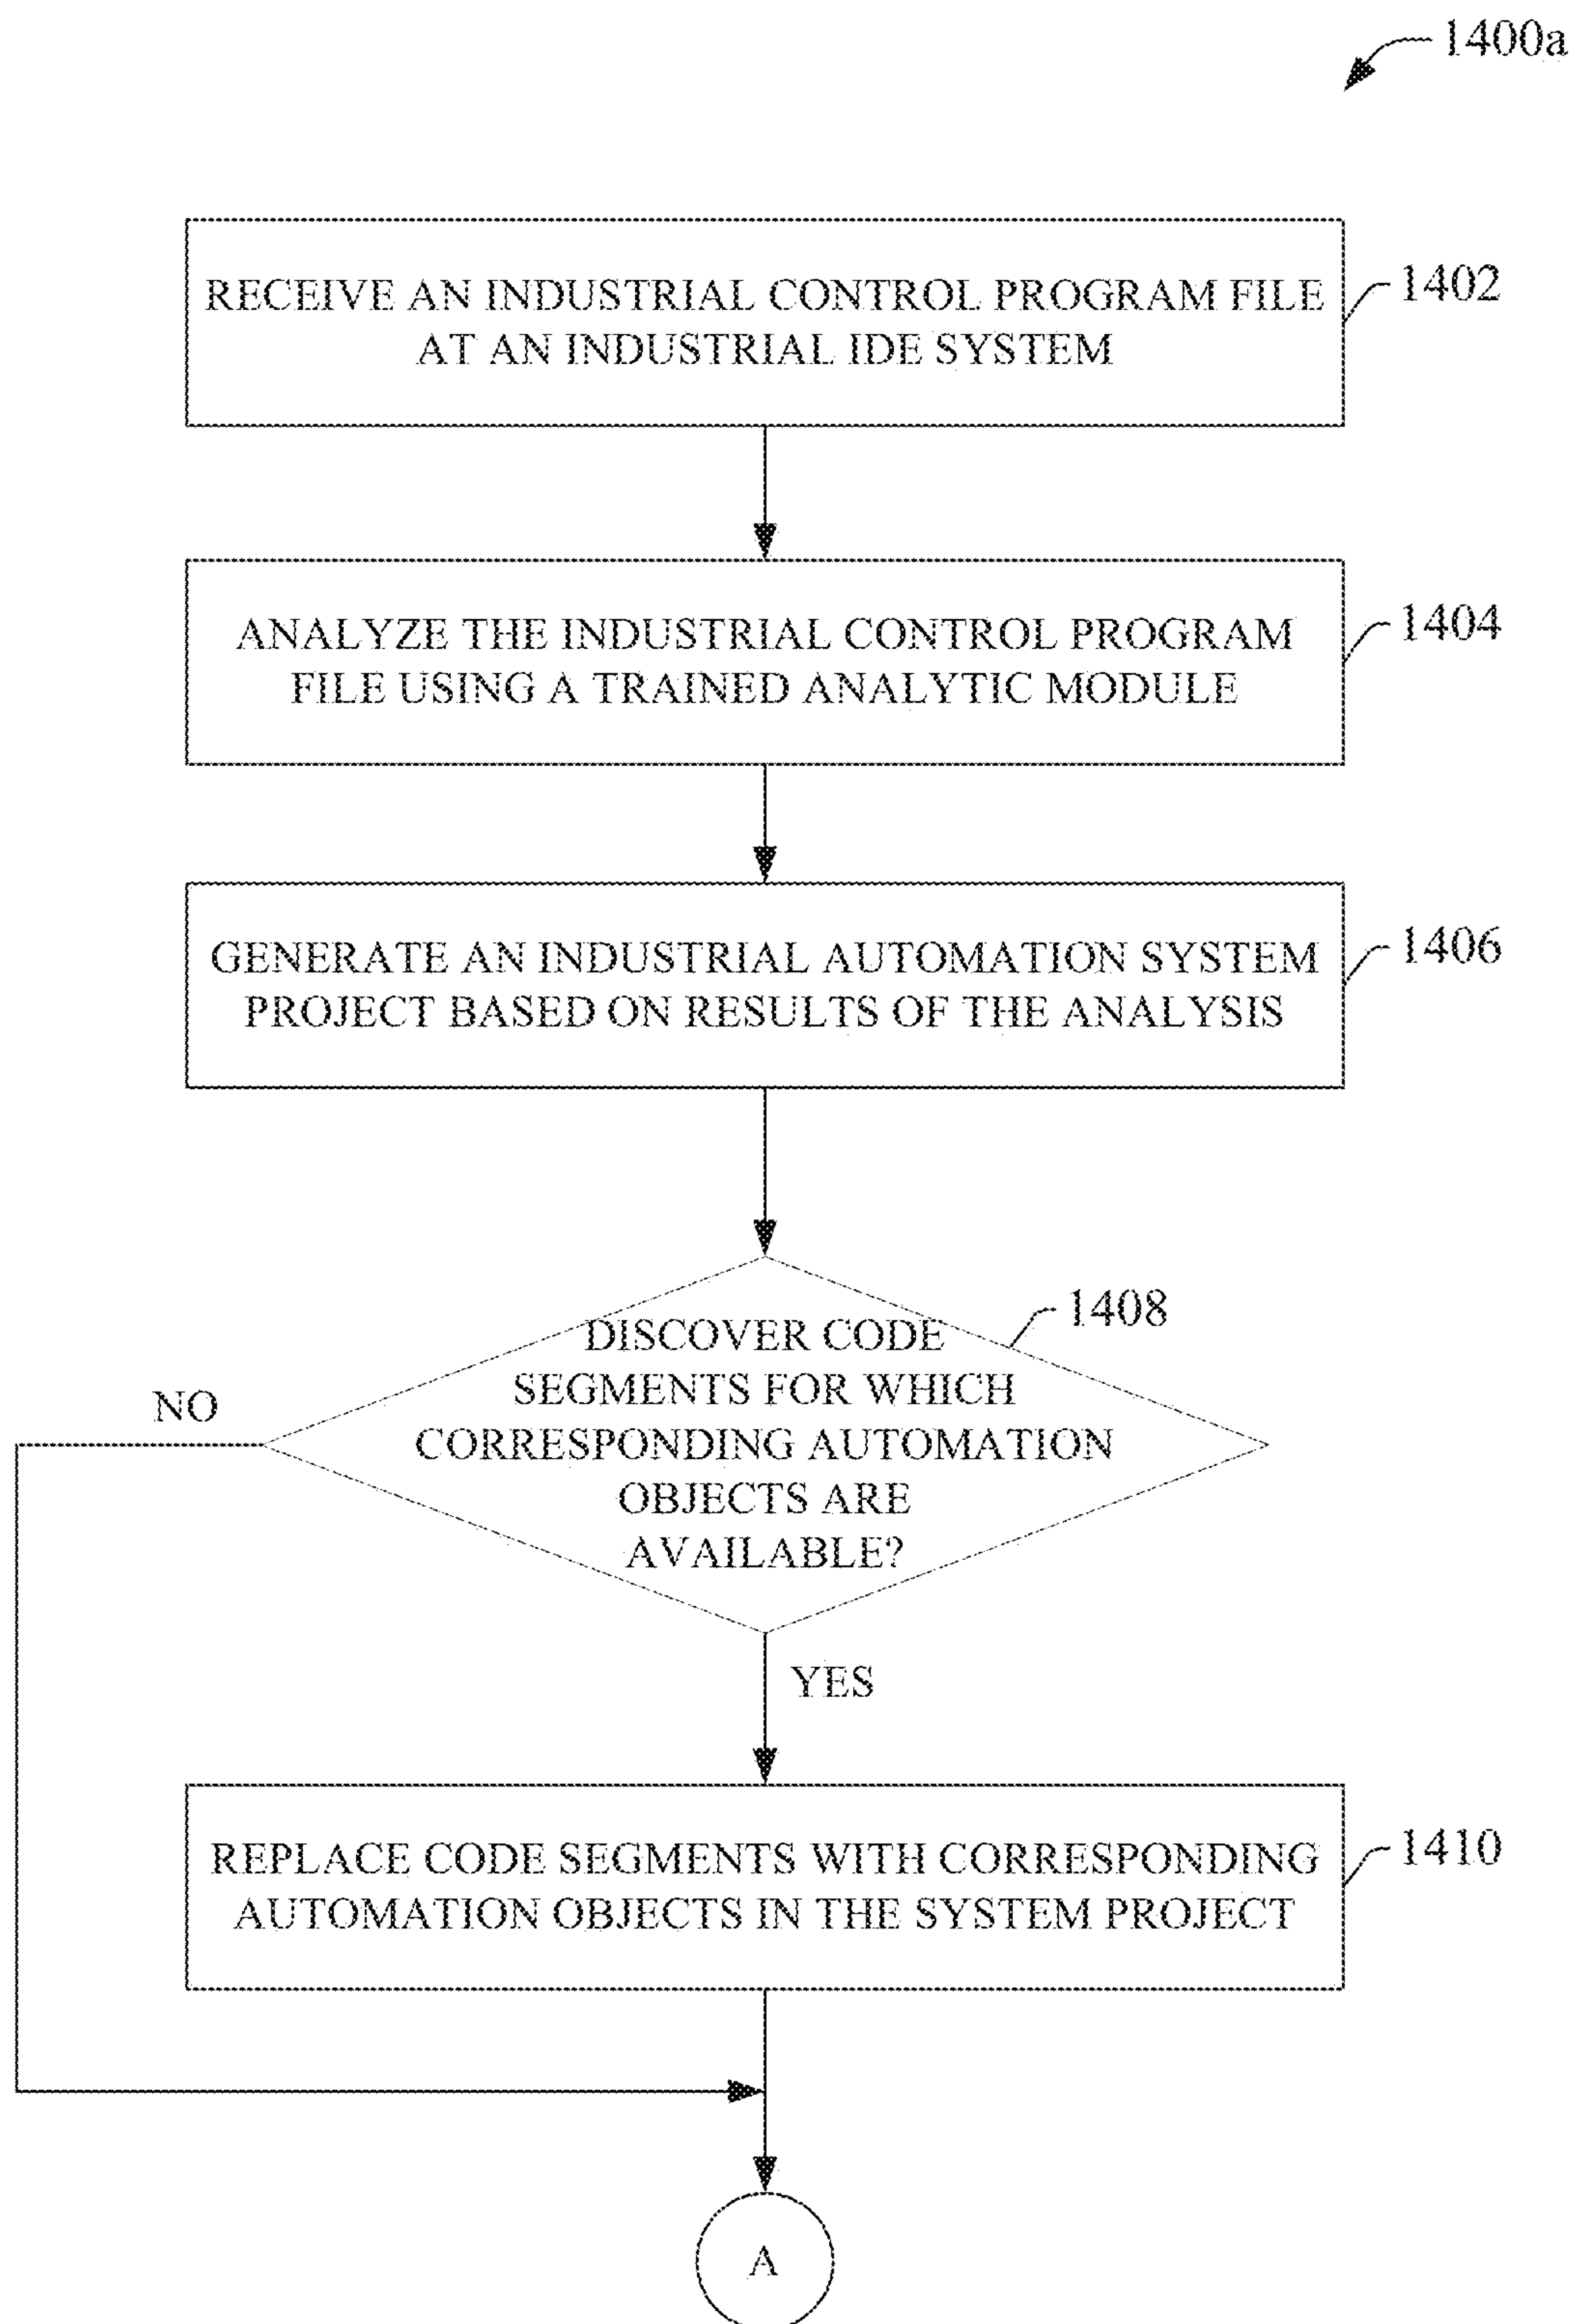 1400a
RECEIVE AN INDUSTRIAL CONTROL PROGRAM FILE
AT AN INDUSTRIAL IDE SYSTEM
1402
ANALYZE THE INDUSTRIAL CONTROL PROGRAM
FILE USING A TRAINED ANALYTIC MODULE
1404
GENERATE AN INDUSTRIAL AUTOMATION SYSTEM
PROJECT BASED ON RESULTS OF THE ANALYSIS
1406
1408
DISCOVER CODE
SEGMENTS FOR WHICH
CORRESPONDING AUTOMATION
OBJECTS ARE
AVAILABLE?
NO
YES
REPLACE CODE SEGMENTS WITH CORRESPONDING
AUTOMATION OBJECTS IN THE SYSTEM PROJECT
1410
A